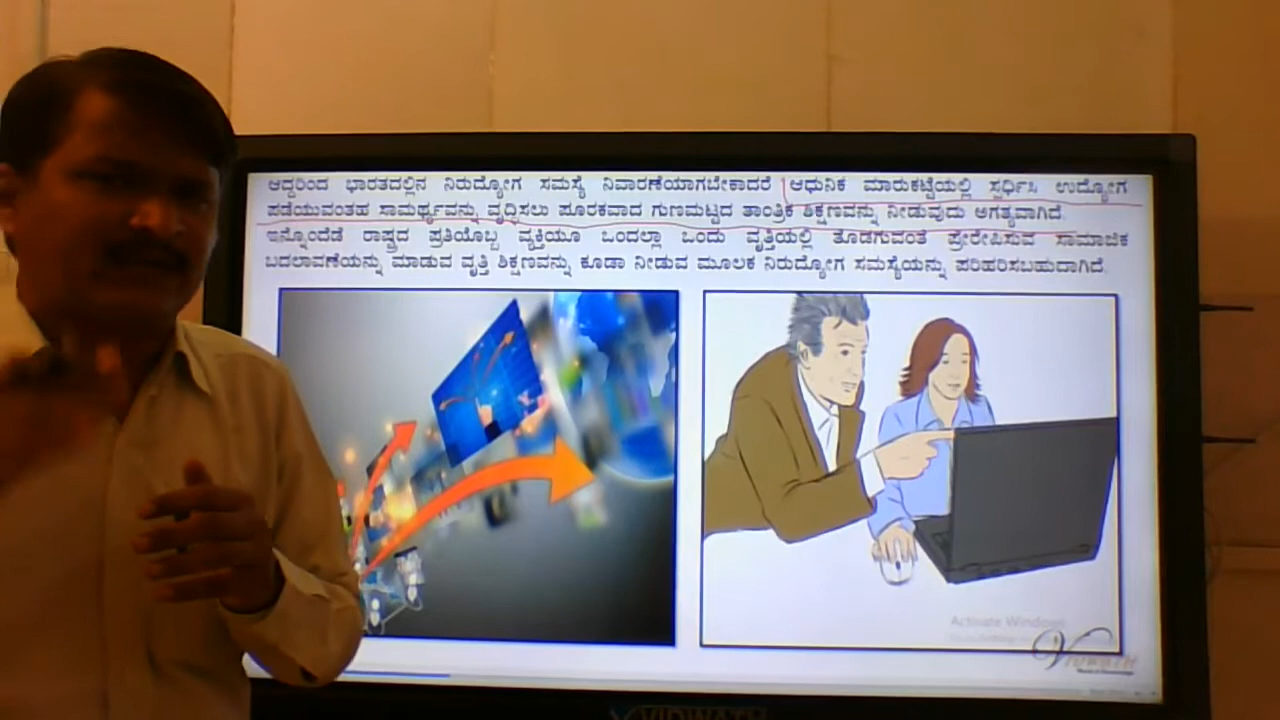 ಆದ್ದರಿಂದ ಭಾರತದಲ್ಲಿನ ನಿರುದ್ಯೋಗ ಸಮಸ್ಯೆ ನಿವಾರಣೆಯಾಗಬೇಕಾದರೆ ಆಧುನಿಕ ಮಾರುಕಟ್ಟೆಯಲ್ಲಿ ಸ್ಪರ್ಧಿಸಿ ಉದ್ಯೋಗ
ಪಡೆಯುವಂತಹ ಸಾಮರ್ಥ್ಯವನ್ನು ವೃದ್ಧಿಸಲು ಪೂರಕವಾದ ಗುಣಮಟ್ಟದ ತಾಂತ್ರಿಕ ಶಿಕ್ಷಣವನ್ನು ನೀಡುವುದು ಅಗತ್ಯವಾಗಿದೆ.
ಇನ್ನೊಂದೆಡೆ ರಾಷ್ಟ್ರದ ಪ್ರತಿಯೊಬ್ಬ ವ್ಯಕ್ತಿಯೂ ಒಂದಲ್ಲಾ ಒಂದು ವೃತ್ತಿಯಲ್ಲಿ ತೊಡಗುವಂತೆ ಪ್ರೇರೇಪಿಸುವ ಸಾಮಾಜಿಕ
ಬದಲಾವಣೆಯನ್ನು ಮಾಡುವ ವೃತ್ತಿ ಶಿಕ್ಷಣವನ್ನು ಕೂಡಾ ನೀಡುವ ಮೂಲಕ ನಿರುದ್ಯೋಗ ಸಮಸ್ಯೆಯನ್ನು ಪರಿಹರಿಸಬಹುದಾಗಿದೆ.
Activate Windows
Vidwath
VIDWATH